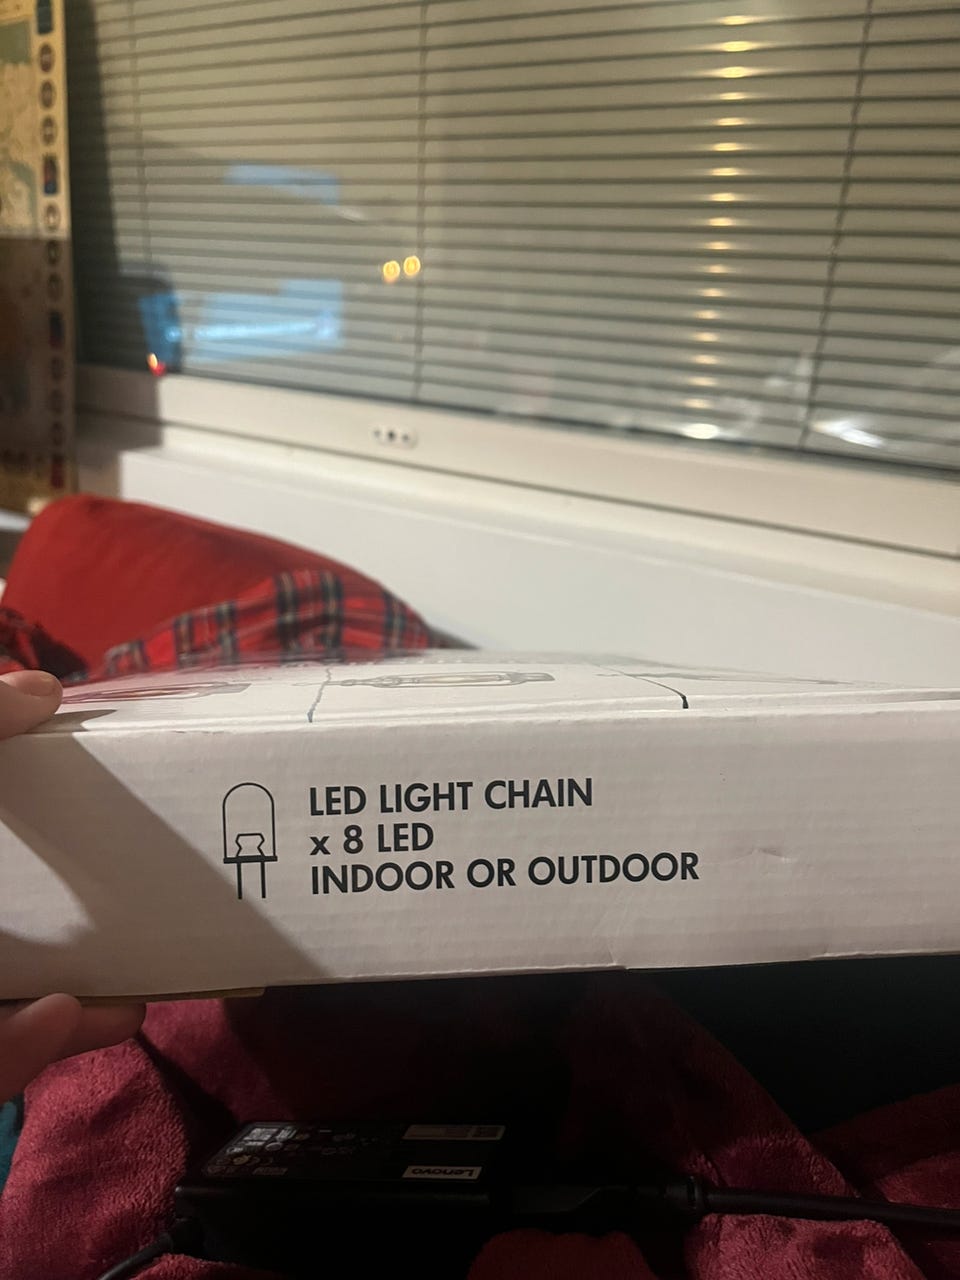 LED LIGHT CHAIN
x 8 LED
INDOOR OR OUTDOOR
Lenovo